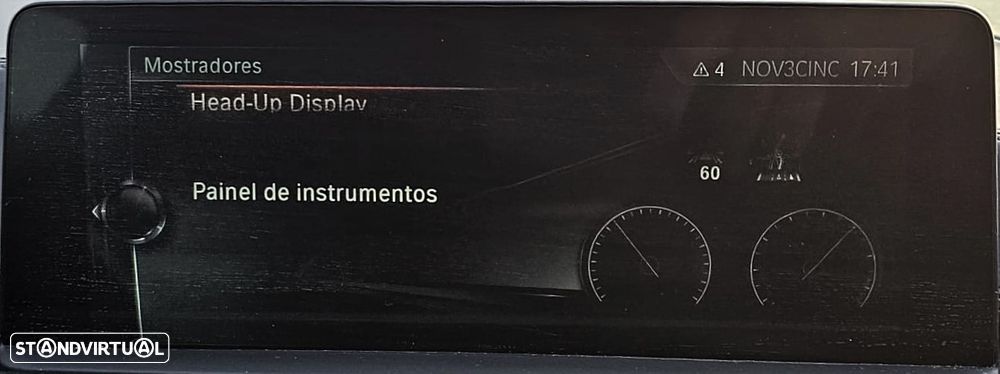 Mostradores
4 NOV3CINC 17:41
Head-Up Display
60
Painel de instrumentos
STANDVIRTUAL